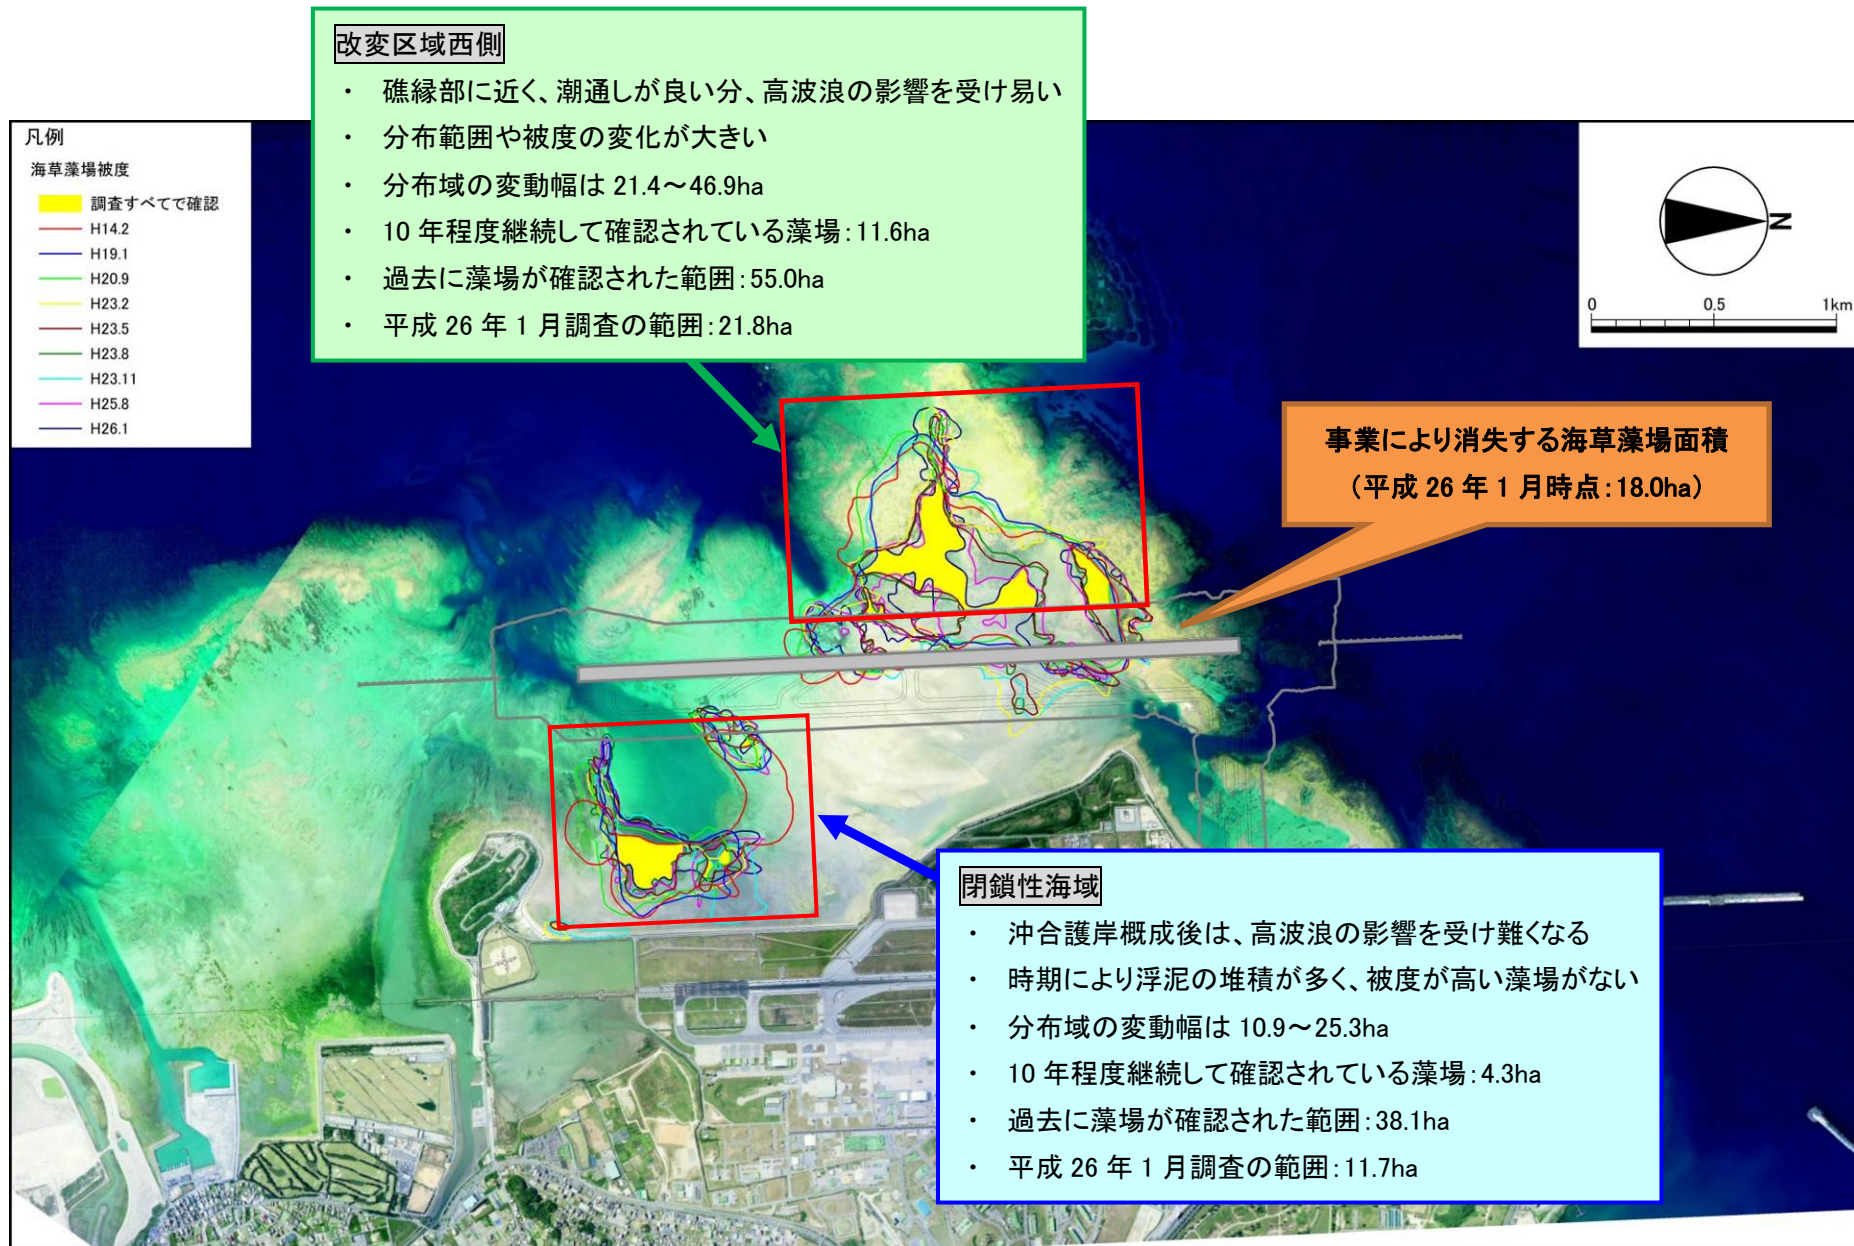 改変区域西側
・ 礁縁部に近く、潮通しが良い分、高波浪の影響を受け易い
・ 分布範囲や被度の変化が大きい
・ 分布域の変動幅は 21.4～46.9ha
・ 10 年程度継続して確認されている藻場：11.6ha
・ 過去に藻場が確認された範囲：55.0ha
・ 平成 26 年 1 月調査の範囲：21.8ha
凡例
海草藻場被度
調査すべてで確認
H14.2
H19.1
H20.9
H23.2
H23.5
H23.8
H23.11
H25.8
H26.1
N
0 0.5 1km
事業により消失する海草藻場面積
（平成 26 年 1 月時点：18.0ha）
閉鎖性海域
・ 沖合護岸概成後は、高波浪の影響を受け難くなる
・ 時期により浮泥の堆積が多く、被度が高い藻場がない
・ 分布域の変動幅は 10.9～25.3ha
・ 10 年程度継続して確認されている藻場：4.3ha
・ 過去に藻場が確認された範囲：38.1ha
・ 平成 26 年 1 月調査の範囲：11.7ha